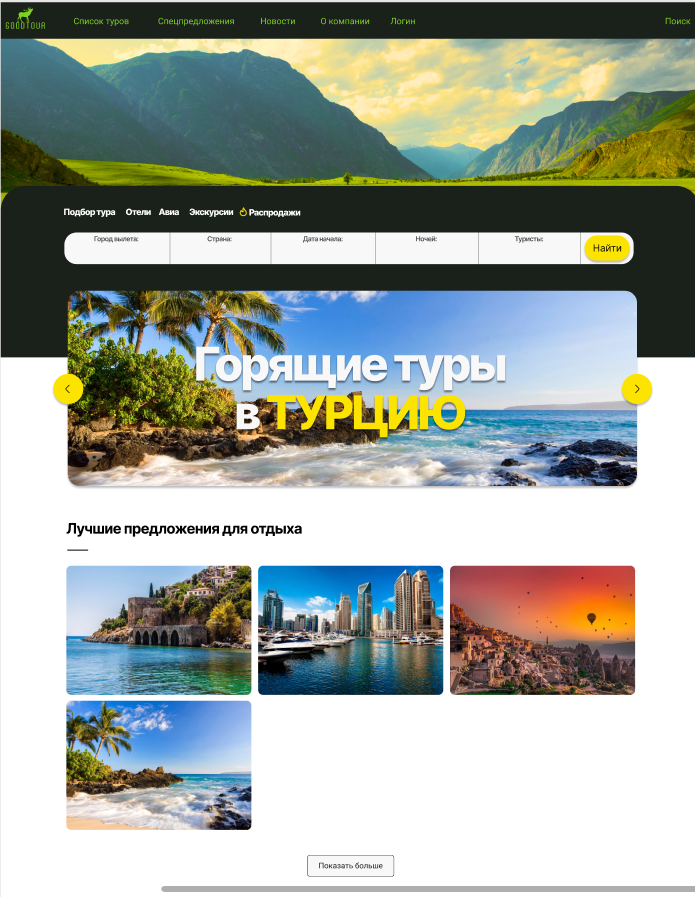 GOODTOUR
Список туров Спецпредложения Новости О компании Логин Поиск
Подбор тура Отели Авиа Экскурсии Распродажи
Город вылета: Страна: Дата начала: Ночей: Туристы: Найти
Горящие туры
в ТУРЦИЮ
Лучшие предложения для отдыха
Показать больше